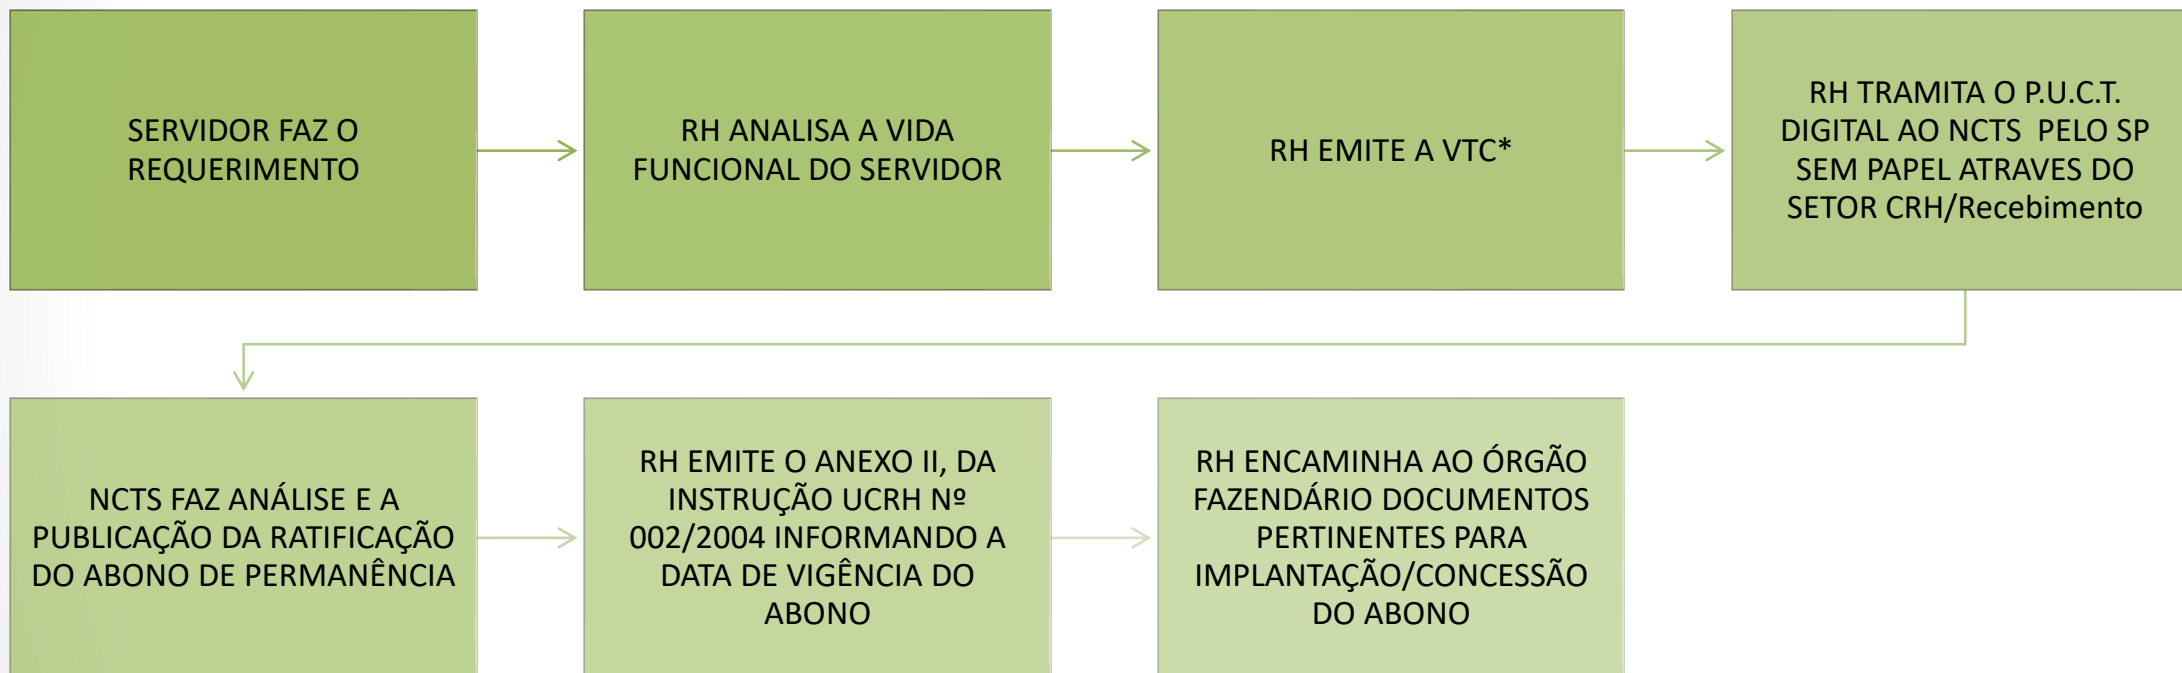 SERVIDOR FAZ O
REQUERIMENTO
RH ANALISA A VIDA
FUNCIONAL DO SERVIDOR
RH EMITE A VTC*
RH TRAMITA O P.U.C.T.
DIGITAL AO NCTS PELO SP
SEM PAPEL ATRAVES DO
SETOR CRH/Recebimento
NCTS FAZ ANÁLISE E A
PUBLICAÇÃO DA RATIFICAÇÃO
DO ABONO DE PERMANÊNCIA
RH EMITE O ANEXO II, DA
INSTRUÇÃO UCRH Nº
002/2004 INFORMANDO A
DATA DE VIGÊNCIA DO
ABONO
RH ENCAMINHA AO ÓRGÃO
FAZENDÁRIO DOCUMENTOS
PERTINENTES PARA
IMPLANTAÇÃO/CONCESSÃO
DO ABONO